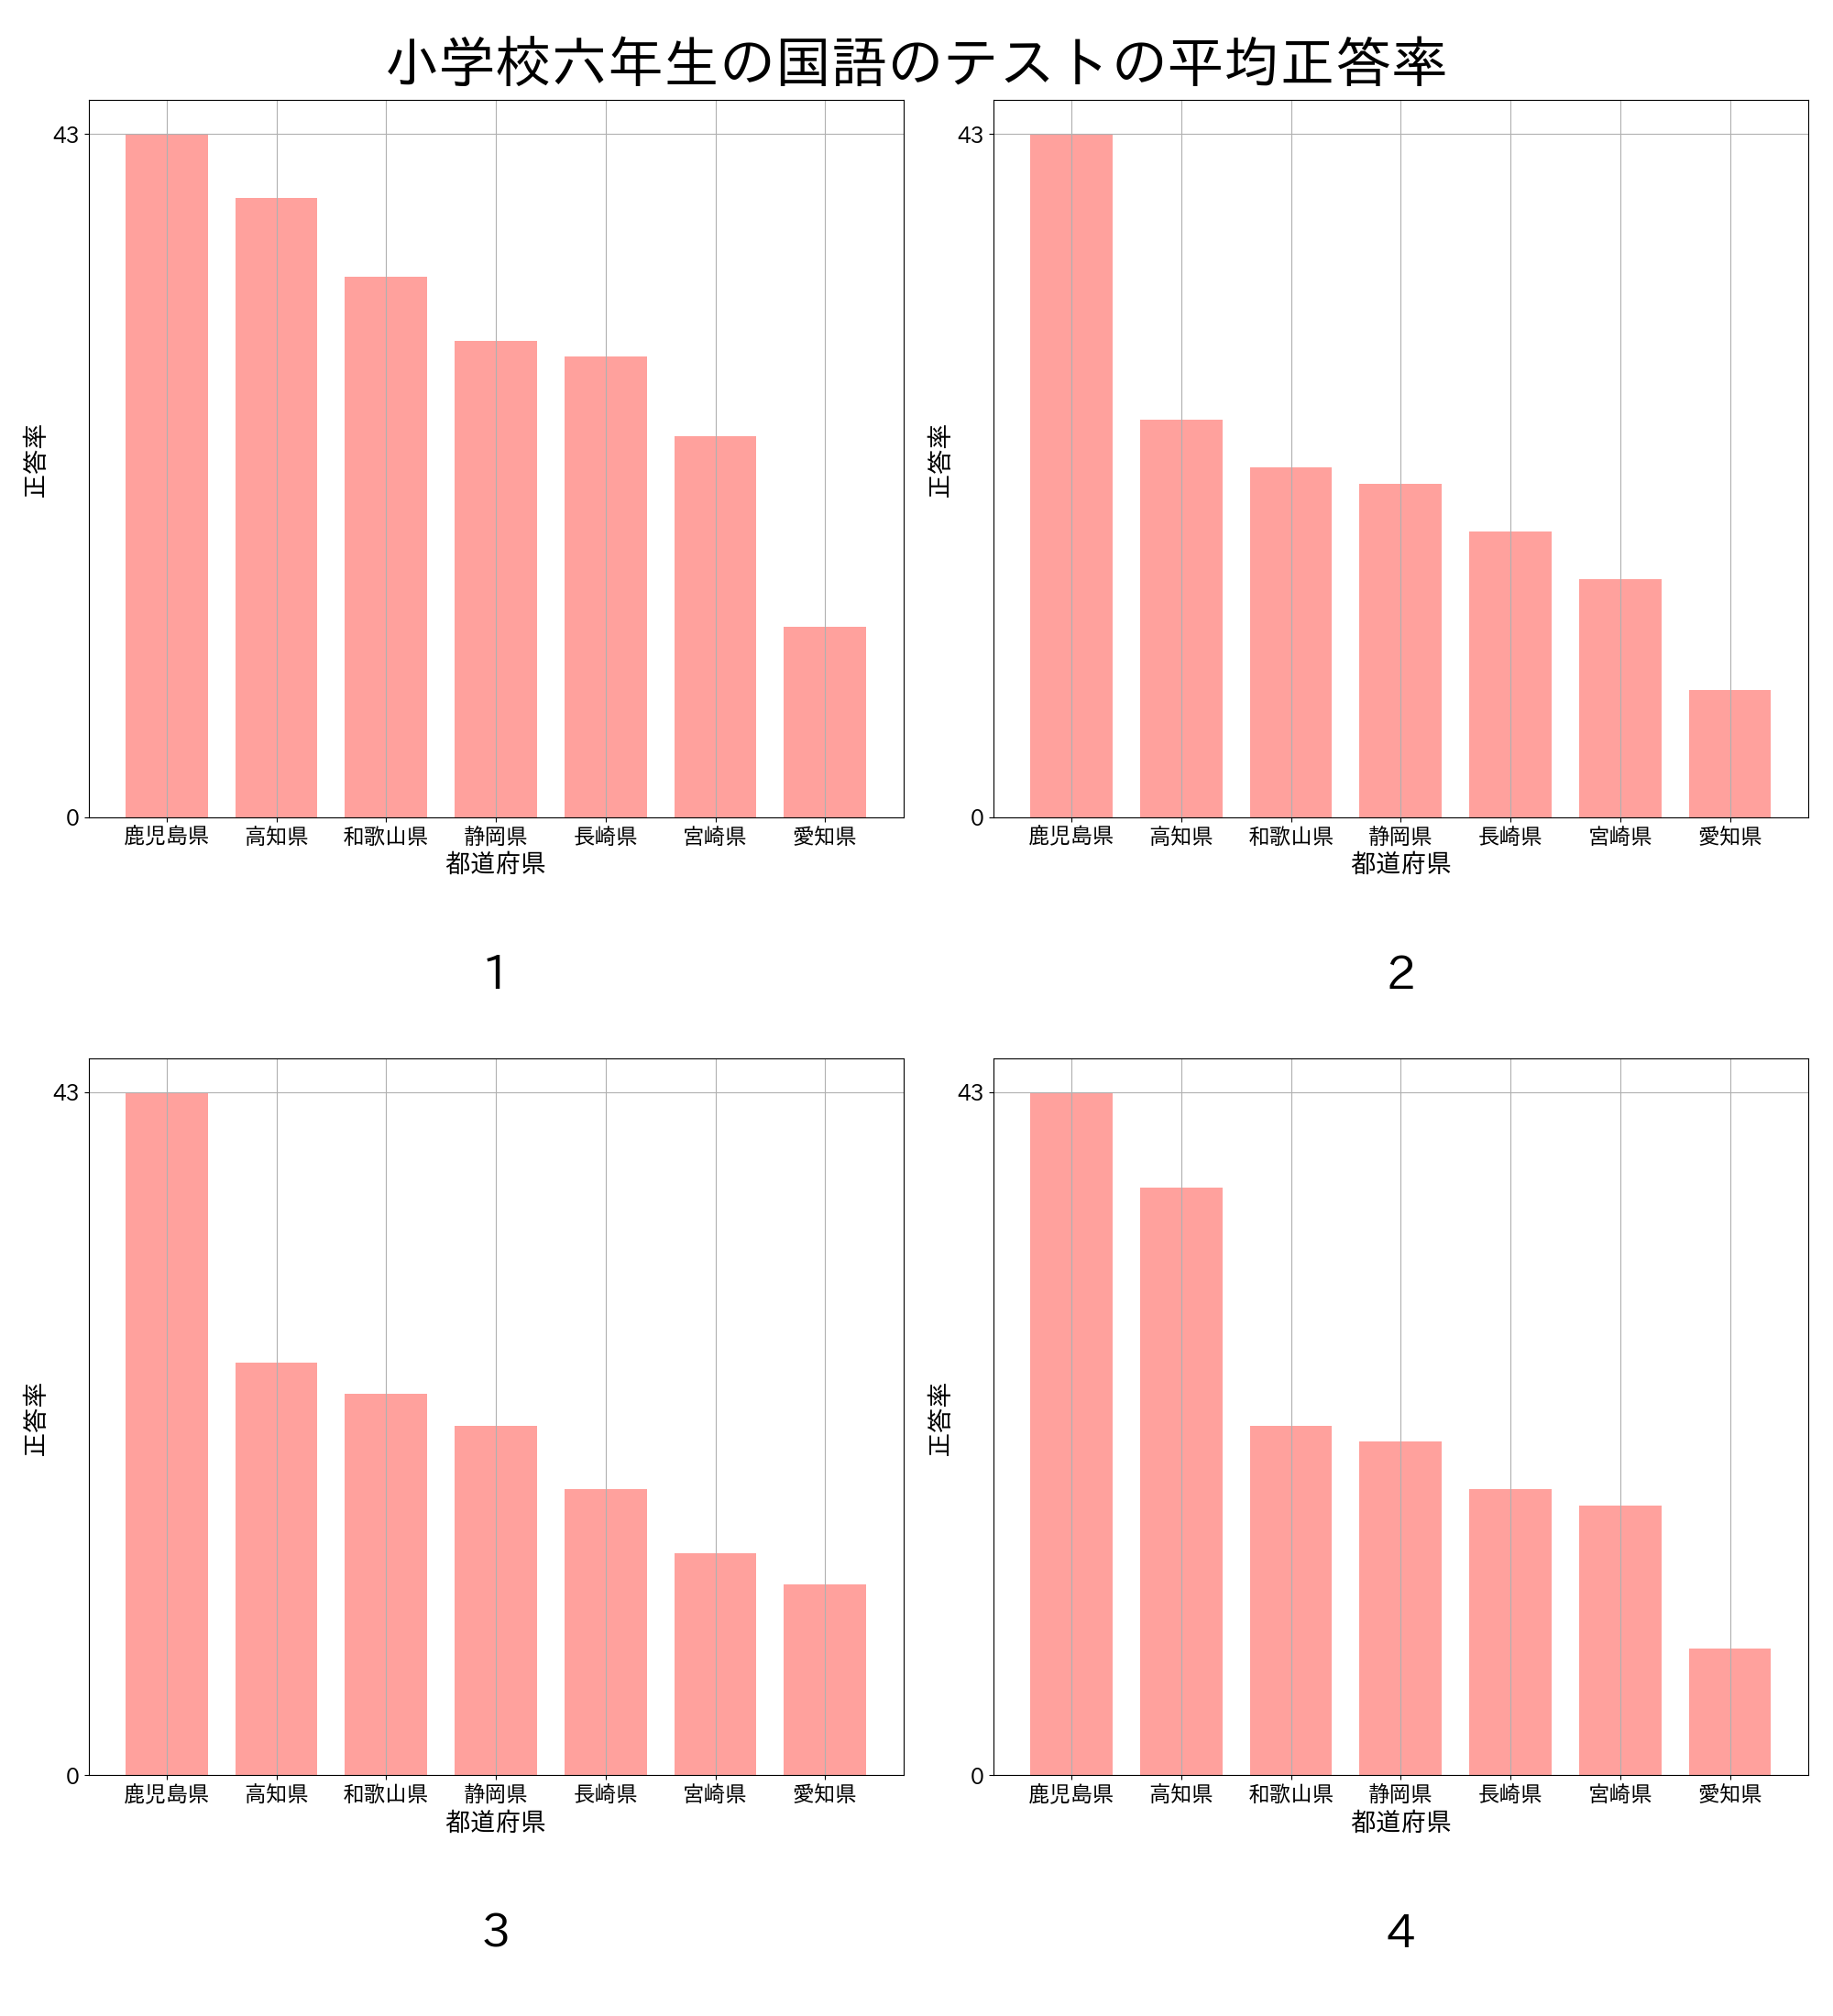 小学校六年生の国語のテストの平均正答率
43
0
正答率
鹿児島県 高知県 和歌山県 静岡県 長崎県 宮崎県 愛知県
都道府県
1
43
0
正答率
鹿児島県 高知県 和歌山県 静岡県 長崎県 宮崎県 愛知県
都道府県
2
43
0
正答率
鹿児島県 高知県 和歌山県 静岡県 長崎県 宮崎県 愛知県
都道府県
3
43
0
正答率
鹿児島県 高知県 和歌山県 静岡県 長崎県 宮崎県 愛知県
都道府県
4